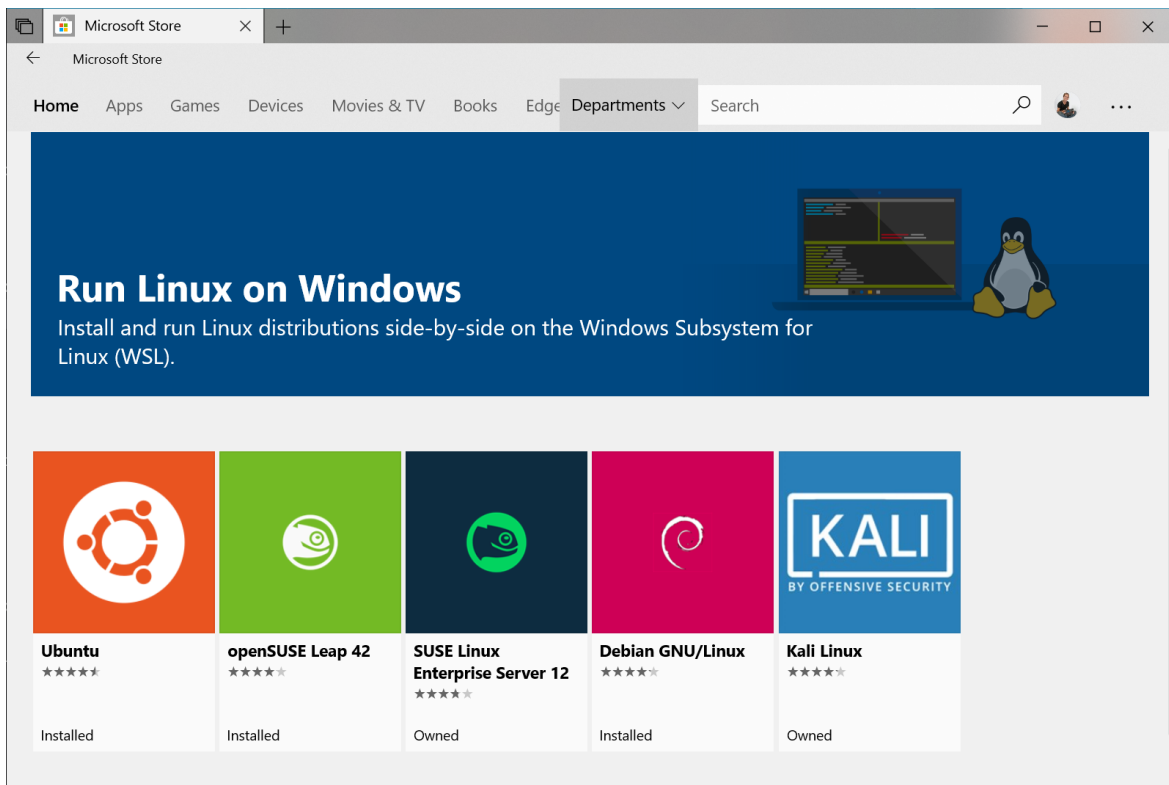 Microsoft Store
Microsoft Store
Home Apps Games Devices Movies & TV Books Edge Departments Search
Run Linux on Windows
Install and run Linux distributions side-by-side on the Windows Subsystem for
Linux (WSL).
KALI
BY OFFENSIVE SECURITY
Ubuntu
Installed
openSUSE Leap 42
Installed
SUSE Linux
Enterprise Server 12
Owned
Debian GNU/Linux
Installed
Kali Linux
Owned